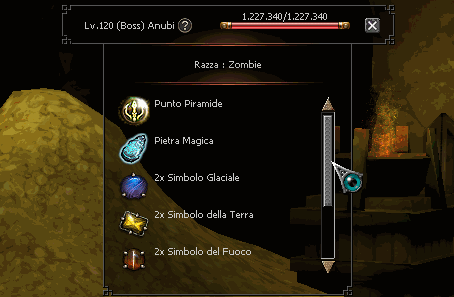 1.227.340/1.227.340
Lv.120 (Boss) Anubi ?
Razza : Zombie
Punto Piramide
Pietra Magica
2x Simbolo Glaciale
2x Simbolo della Terra
2x Simbolo del Fuoco